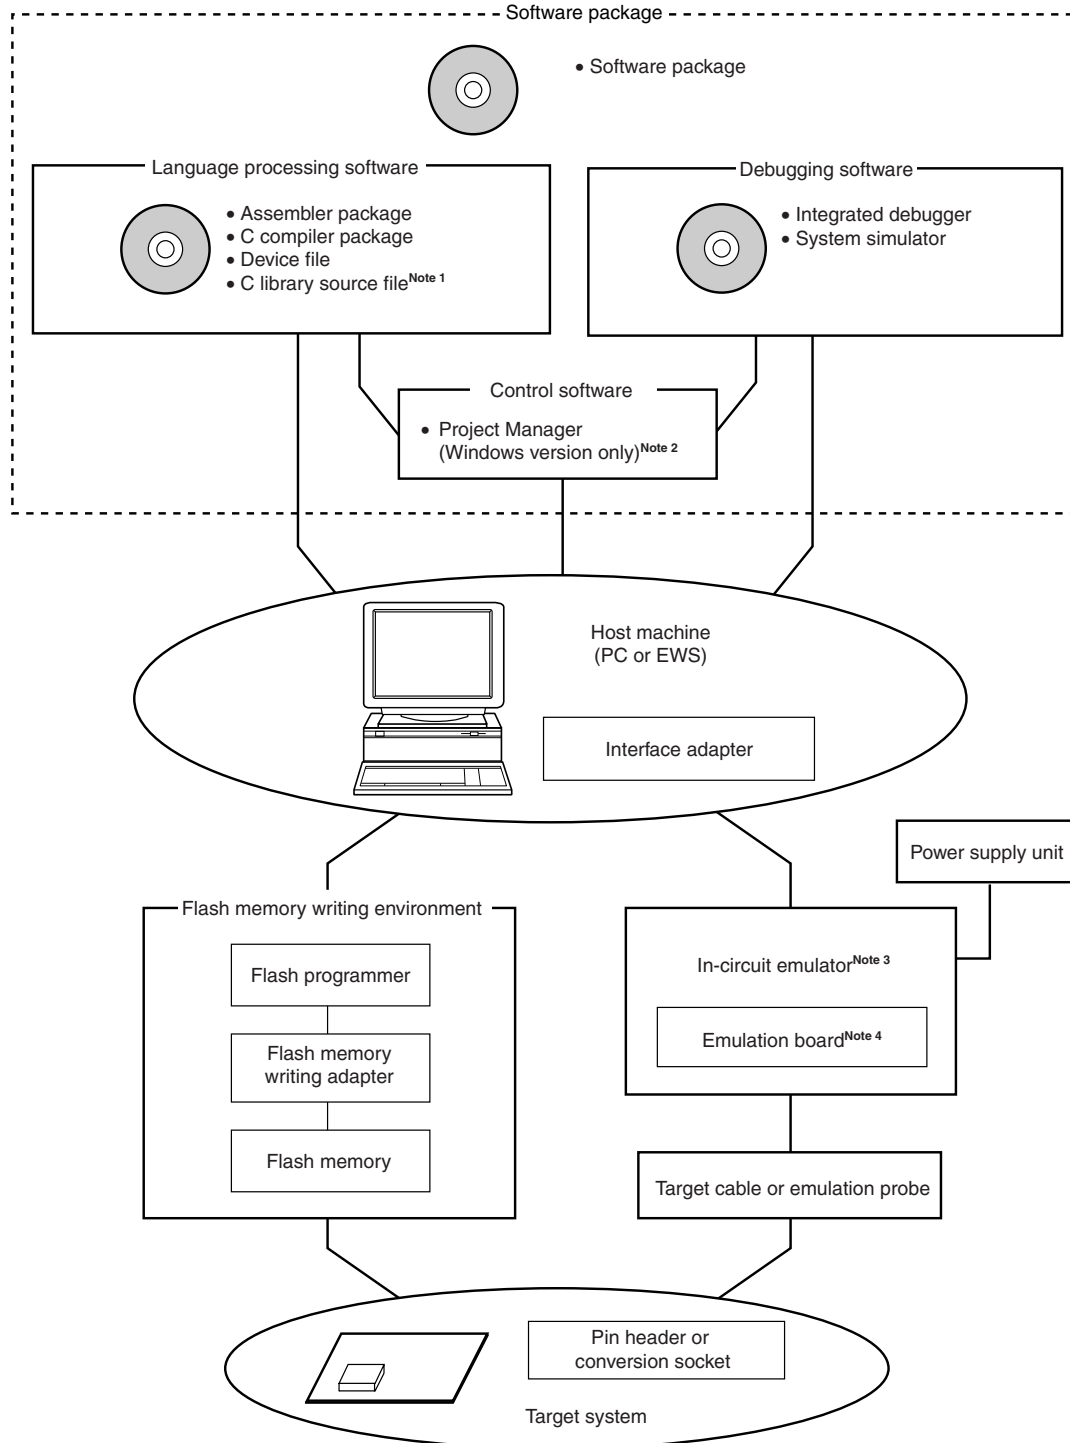 Software package
• Software package
Language processing software
• Assembler package
• C compiler package
• Device file
• C library source fileNote 1
Debugging software
• Integrated debugger
• System simulator
Control software
• Project Manager
(Windows version only)Note 2
Host machine
(PC or EWS)
Interface adapter
Power supply unit
Flash memory writing environment
Flash programmer
Flash memory
writing adapter
Flash memory
In-circuit emulatorNote 3
Emulation boardNote 4
Target cable or emulation probe
Pin header or
conversion socket
Target system